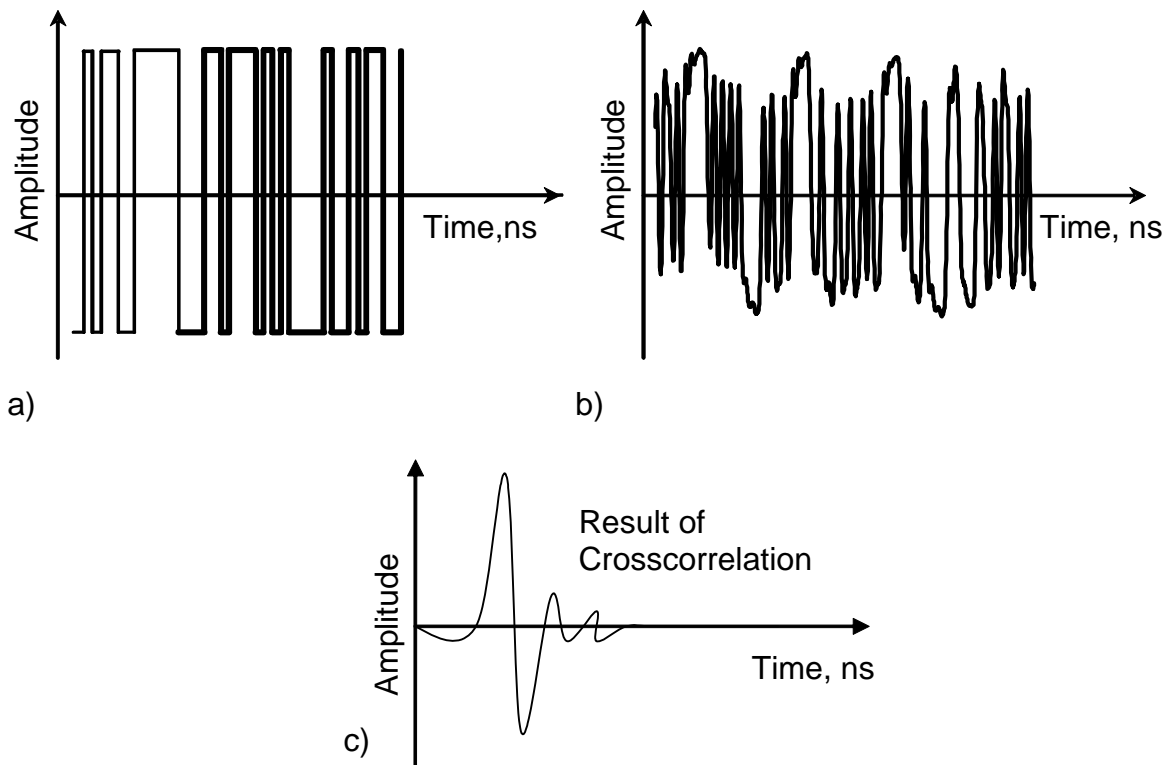 Amplitude
Time,ns
a)
Amplitude
Time, ns
b)
Amplitude
Result of
Crosscorrelation
Time, ns
c)